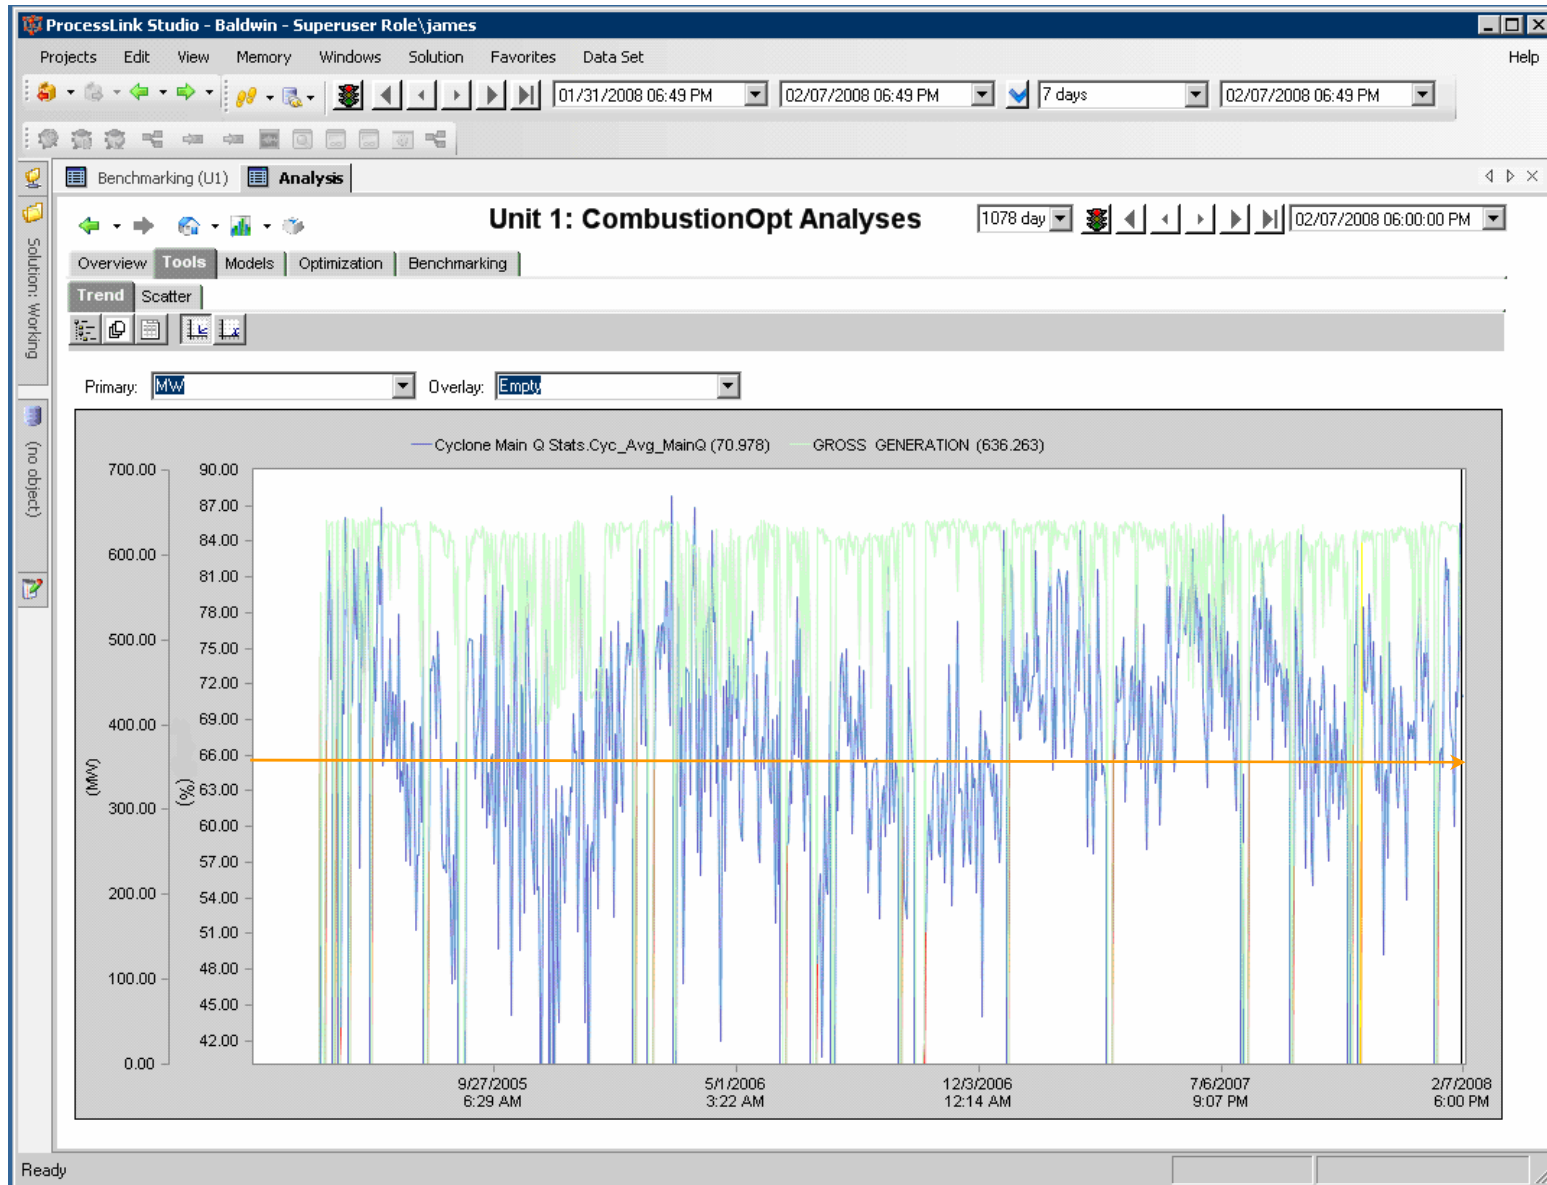 ProcessLink Studio - Baldwin - Superuser Role\james
Projects Edit View Memory Windows Solution Favorites Data Set Help
01/31/2008 06:49 PM 02/07/2008 06:49 PM 7 days 02/07/2008 06:49 PM
Benchmarking (U1) Analysis
Unit 1: CombustionOpt Analyses 1078 day 02/07/2008 06:00:00 PM
Overview Tools Models Optimization Benchmarking
Trend Scatter
Primary: MW Overlay: Empty
Solution: Working
(no object)
Cyclone Main Q Stats.Cyc_Avg_MainQ (70.978) GROSS GENERATION (636.263)
700.00
600.00
500.00
400.00
300.00
200.00
100.00
0.00
(MW)
90.00
87.00
84.00
81.00
78.00
75.00
72.00
69.00
66.00
63.00
60.00
57.00
54.00
51.00
48.00
45.00
42.00
(%)
9/27/2005 5/1/2006 12/3/2006 7/6/2007 2/7/2008
6:29 AM 3:22 AM 12:14 AM 9:07 PM 6:00 PM
Ready